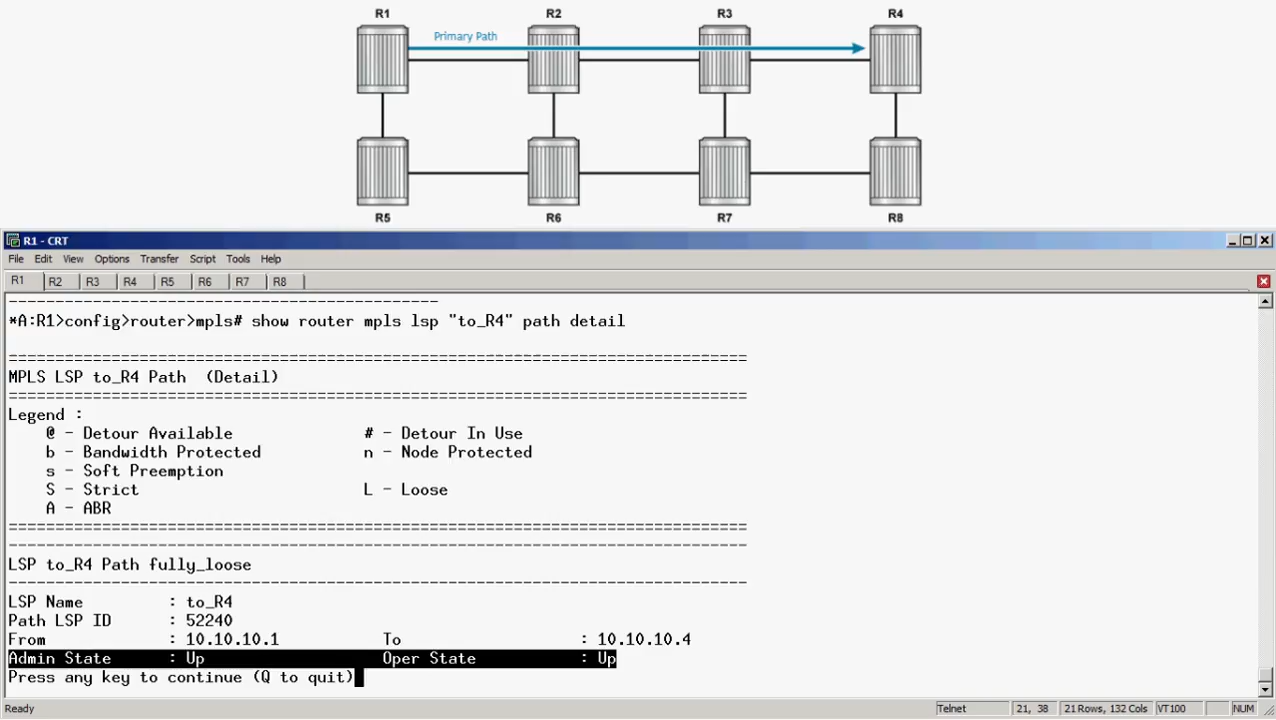 R1 R2 R3 R4
Primary Path
R5 R6 R7 R8
R1 - CRT
File Edit View Options Transfer Script Tools Help
R1 R2 R3 R4 R5 R6 R7 R8
----------------------------------------------
*A:R1>config>router>mpls# show router mpls lsp "to_R4" path detail
===============================================================================
MPLS LSP to_R4 Path  (Detail)
===============================================================================
Legend :
    @ - Detour Available              # - Detour In Use
    b - Bandwidth Protected           n - Node Protected
    s - Soft Preemption
    S - Strict                        L - Loose
    A - ABR
===============================================================================
-------------------------------------------------------------------------------
LSP to_R4 Path fully_loose
-------------------------------------------------------------------------------
LSP Name         : to_R4
Path LSP ID      : 52240
From             : 10.10.10.1           To                   : 10.10.10.4
Admin State      : Up                   Oper State           : Up
Press any key to continue (Q to quit)
Ready Telnet 21, 38 21 Rows, 132 Cols VT100 NUM